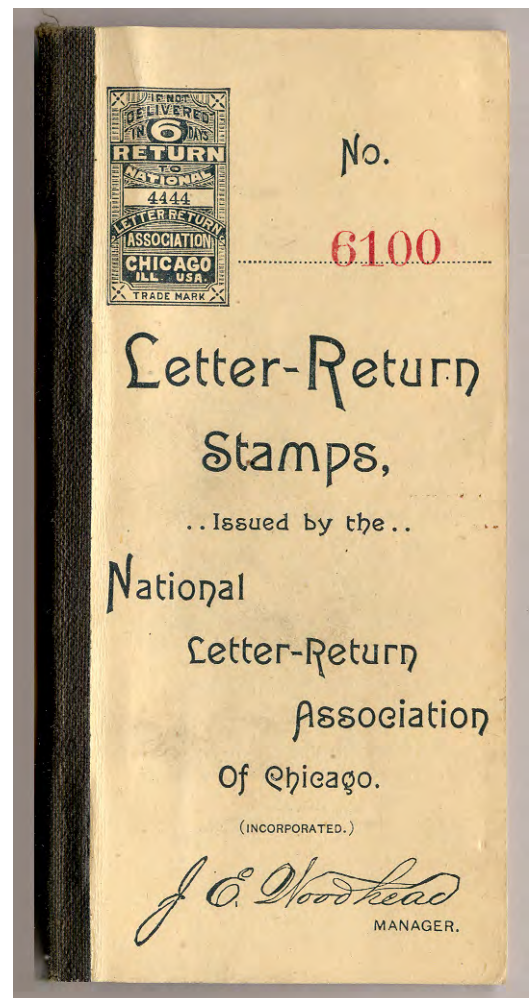 IF NOT
DELIVERED
IN 6 DAYS
RETURN
TO
NATIONAL
4444
LETTER RETURN
ASSOCIATION
CHICAGO
ILL. USA.
TRADE MARK
No.
6100
Letter-Return
Stamps,
..Issued by the..
National
Letter-Return
Association
Of Chicago.
(INCORPORATED.)
J. E. Woodhead
MANAGER.